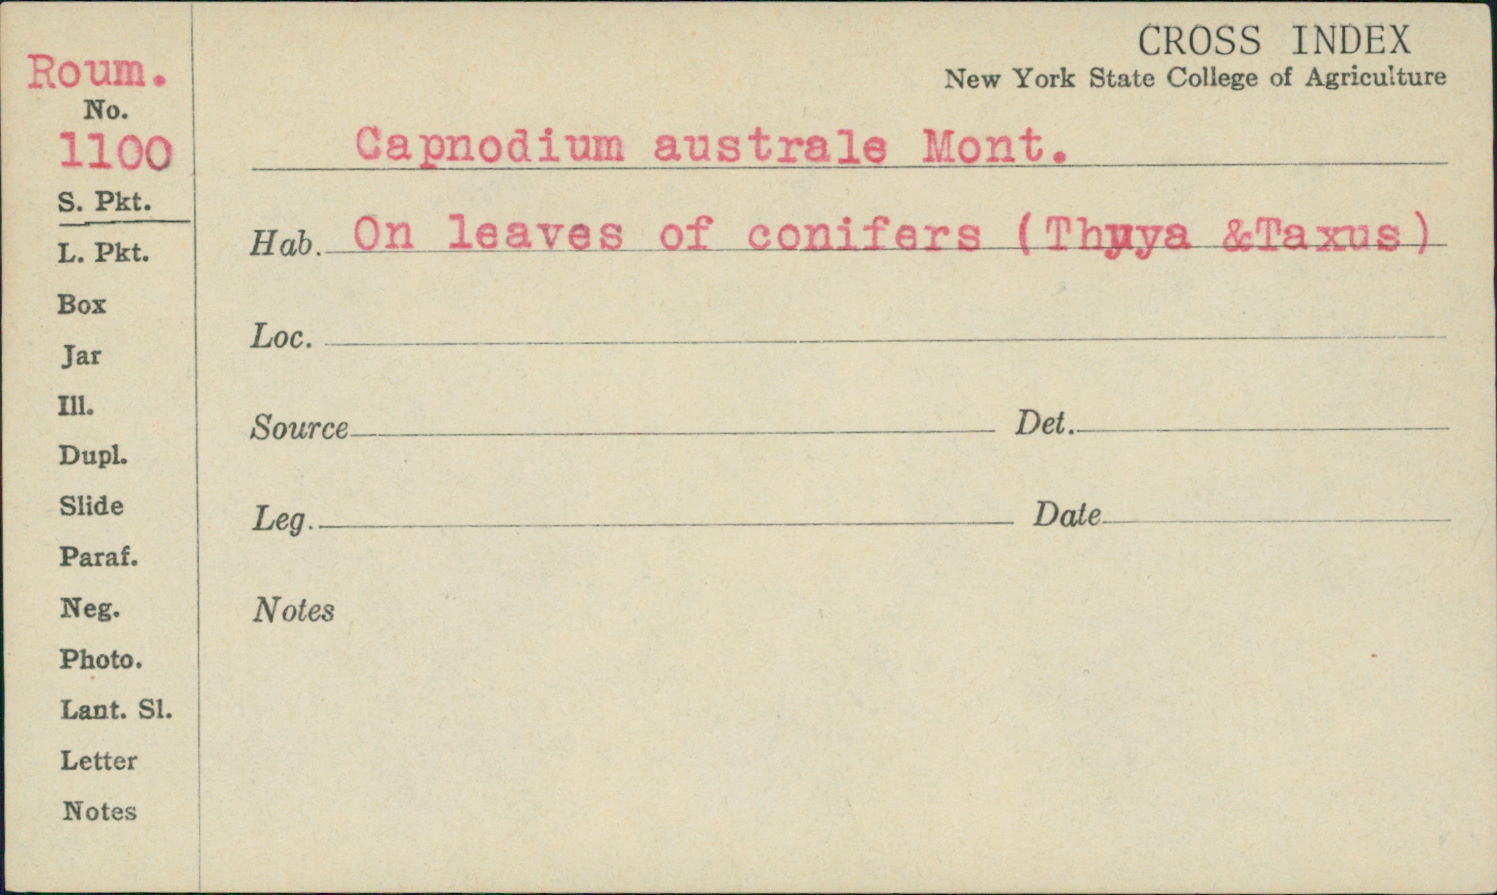 CROSS INDEX
New York State College of Agriculture
Roum.
No.
1100
S. Pkt.
L. Pkt.
Box
Jar
Ill.
Dupl.
Slide
Paraf.
Neg.
Photo.
Lant. Sl.
Letter
Notes
Capnodium australe Mont.
Hab. On leaves of conifers (Thuya &Taxus)
Loc.
Source Det.
Leg. Date
Notes